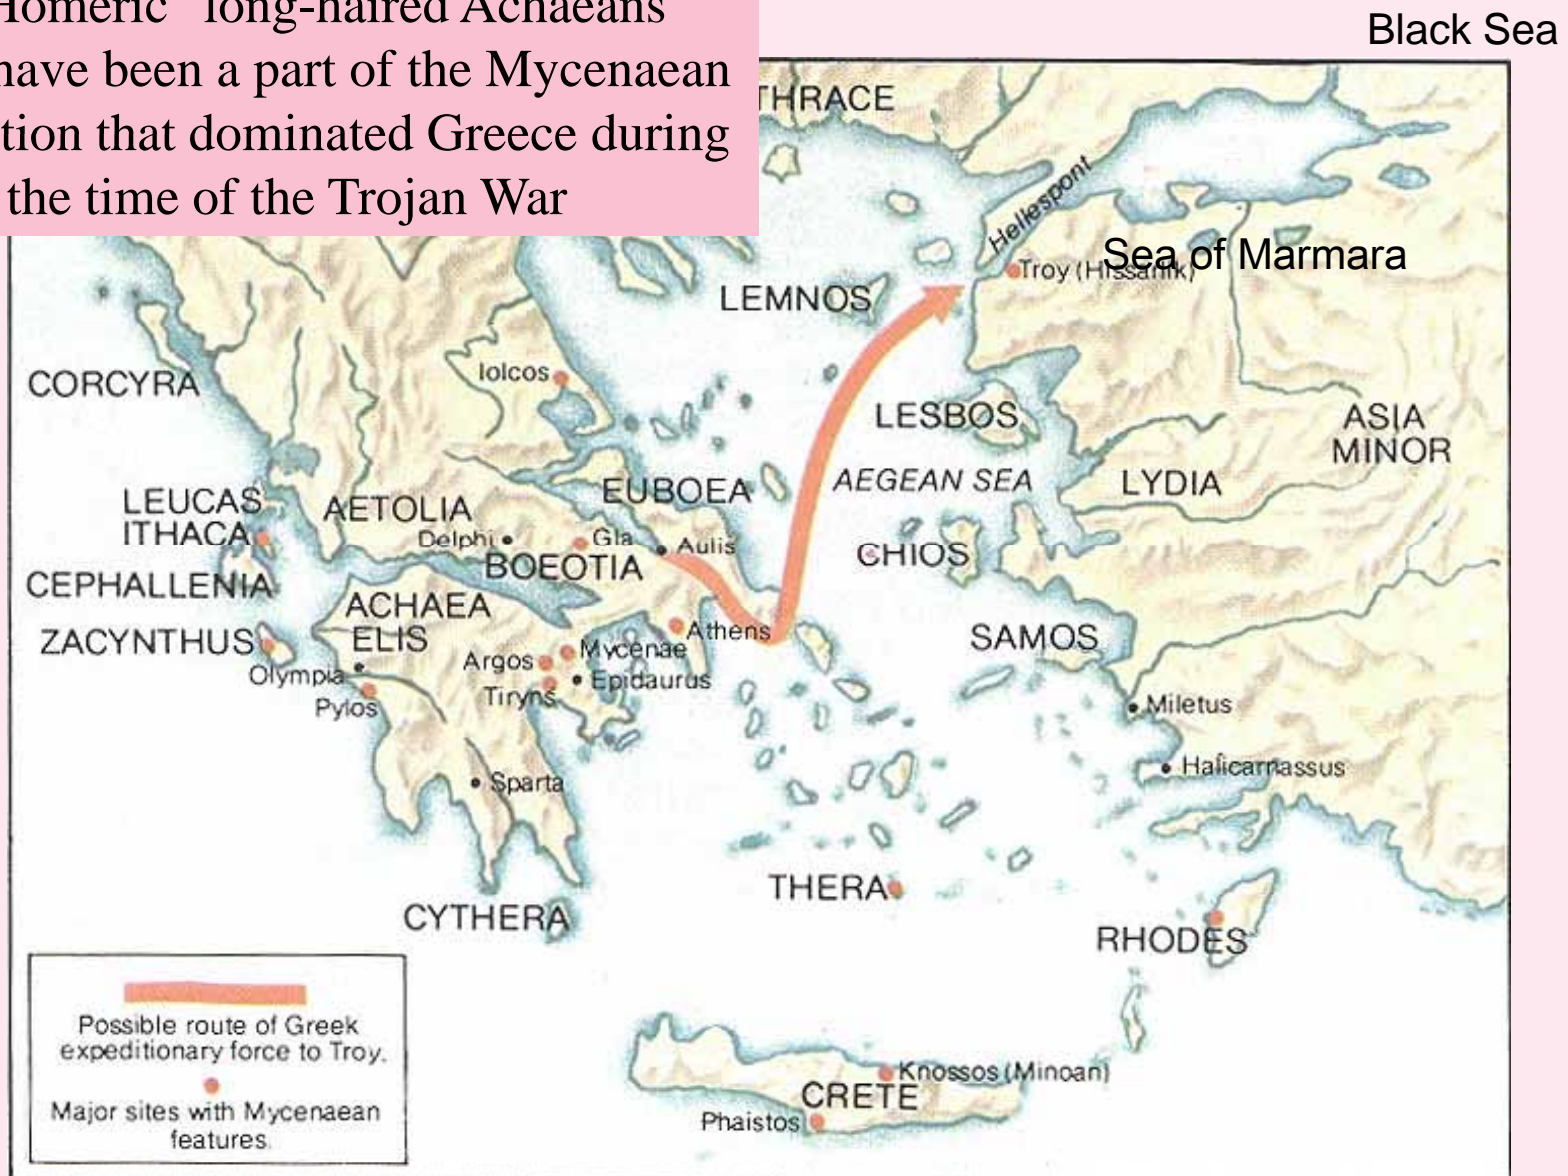 Homeric" long-haired Achaeans
have been a part of the Mycenaean
tion that dominated Greece during
the time of the Trojan War
Black Sea
THRACE
Hellespont
Sea of Marmara
Troy (Hissarlik)
LEMNOS
CORCYRA
Iolcos
LESBOS
ASIA
MINOR
AEGEAN SEA
LYDIA
EUBOEA
LEUCAS
ITHACA
AETOLIA
Delphi
Gla
Aulis
BOEOTIA
CHIOS
CEPHALLENIA
ACHAEA
ELIS
ZACYNTHUS
Athens
SAMOS
Mycenae
Argos
Epidaurus
Olympia
Tiryns
Pylos
Miletus
Halicarnassus
Sparta
THERA
CYTHERA
RHODES
Possible route of Greek
expeditionary force to Troy.
Major sites with Mycenaean
features.
Knossos (Minoan)
CRETE
Phaistos